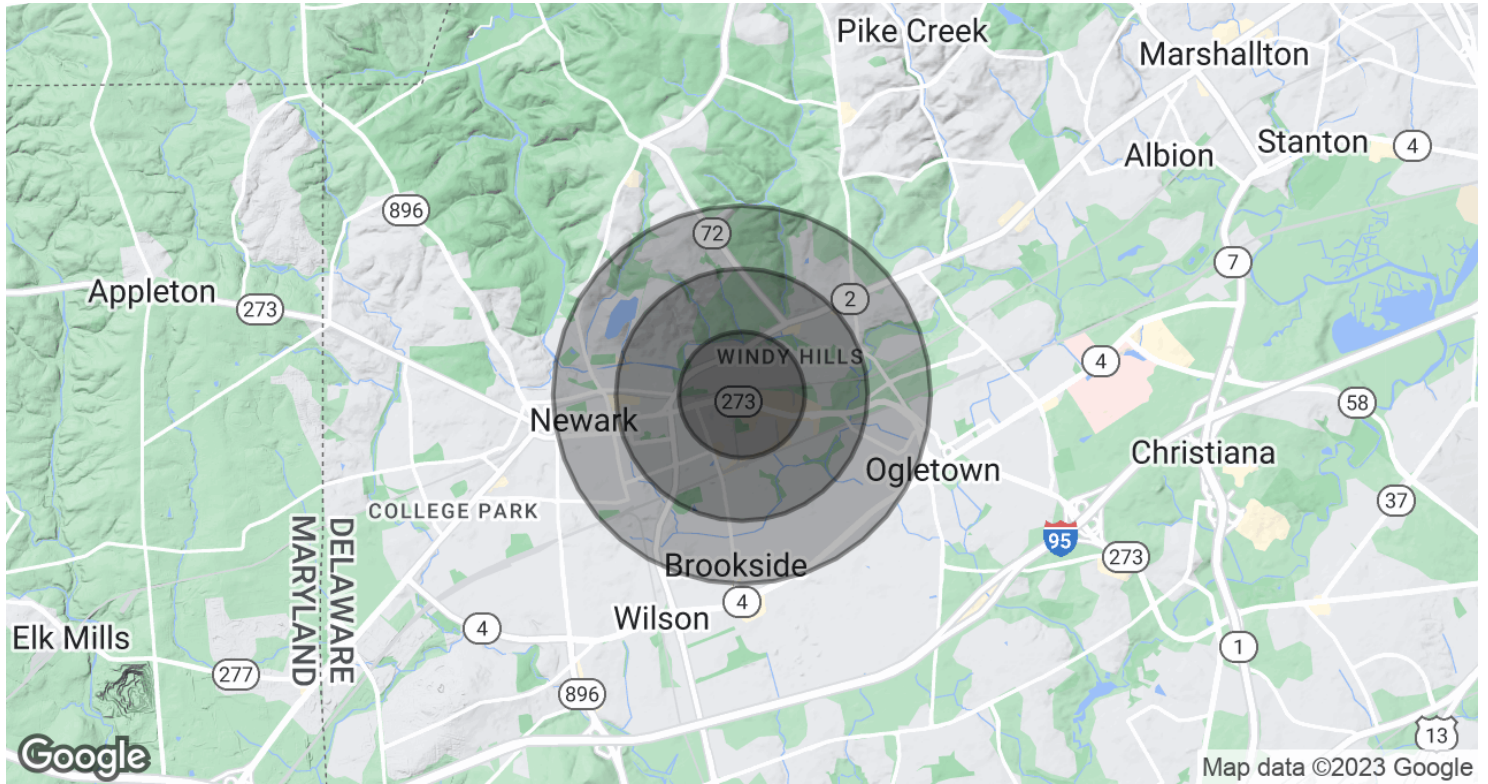 Pike Creek
Marshallton
Stanton
4
Albion
896
72
7
Appleton
273
2
WINDY HILLS
4
273
58
Newark
Christiana
Ogletown
37
COLLEGE PARK
DELAWARE
MARYLAND
95
273
Brookside
4
Wilson
4
Elk Mills
1
277
896
13
Google
Map data ©2023 Google